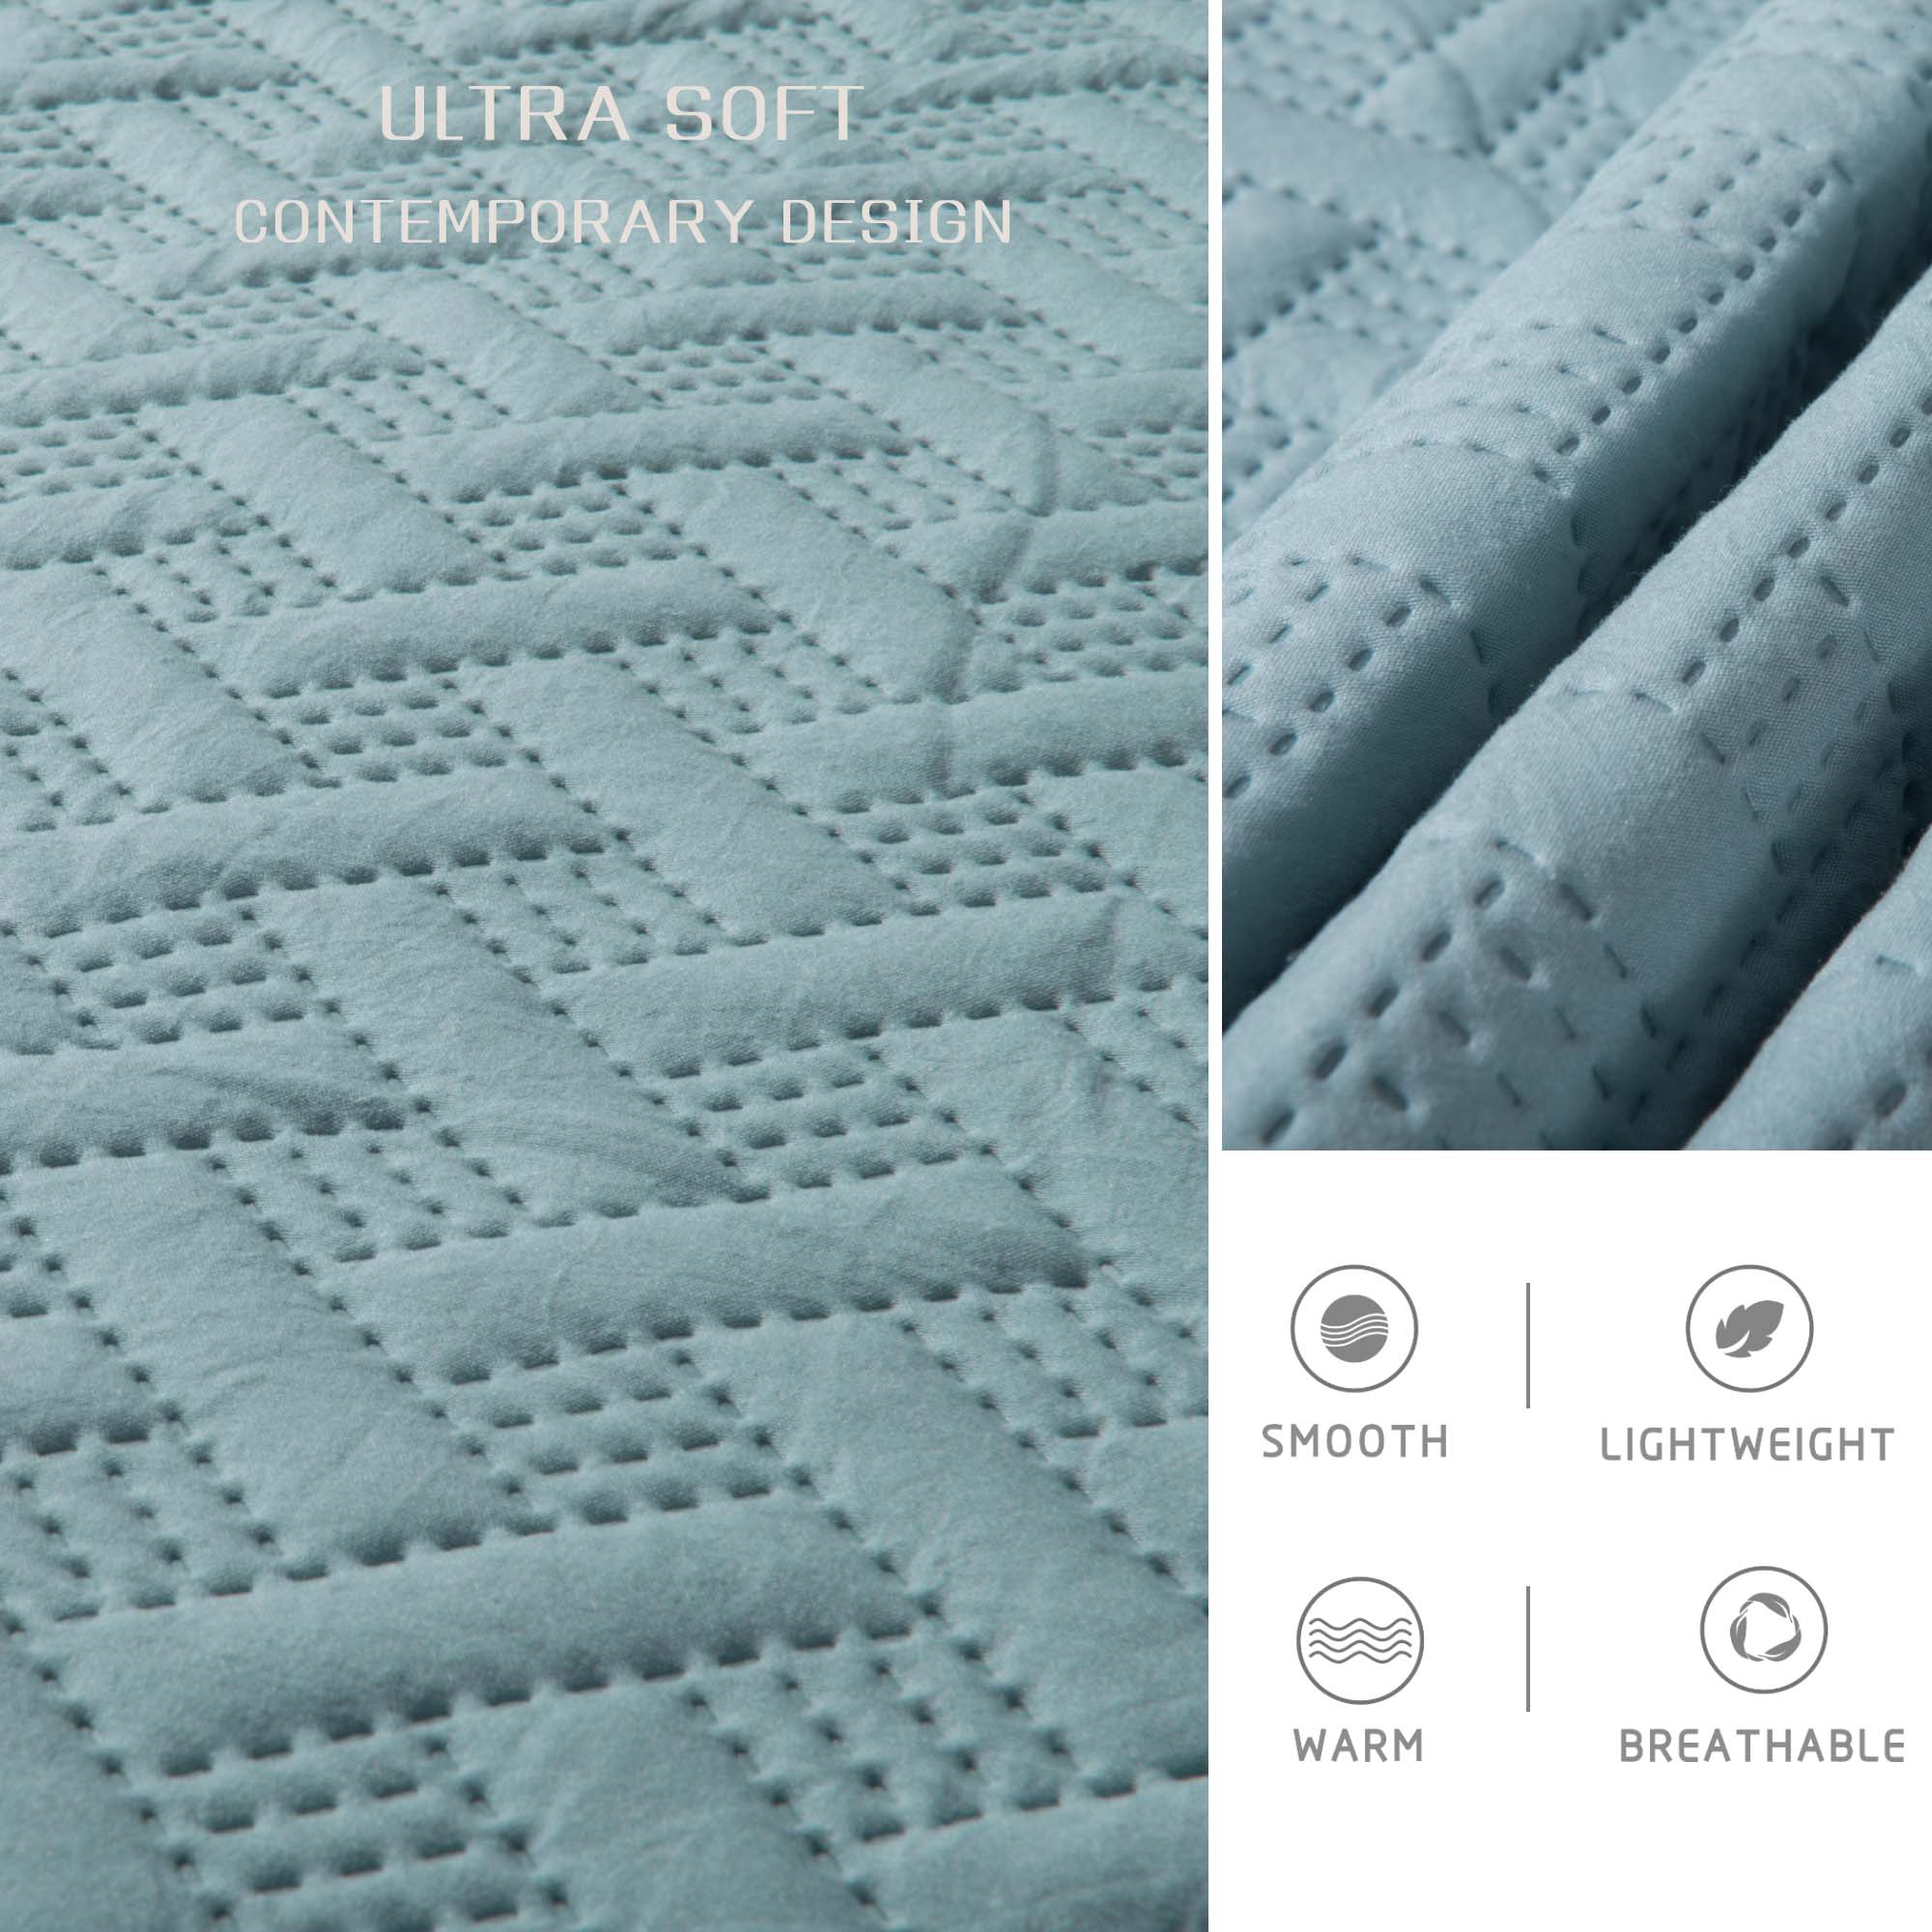 ULTRA SOFT
CONTEMPORARY DESIGN
SMOOTH
LIGHTWEIGHT
WARM
BREATHABLE